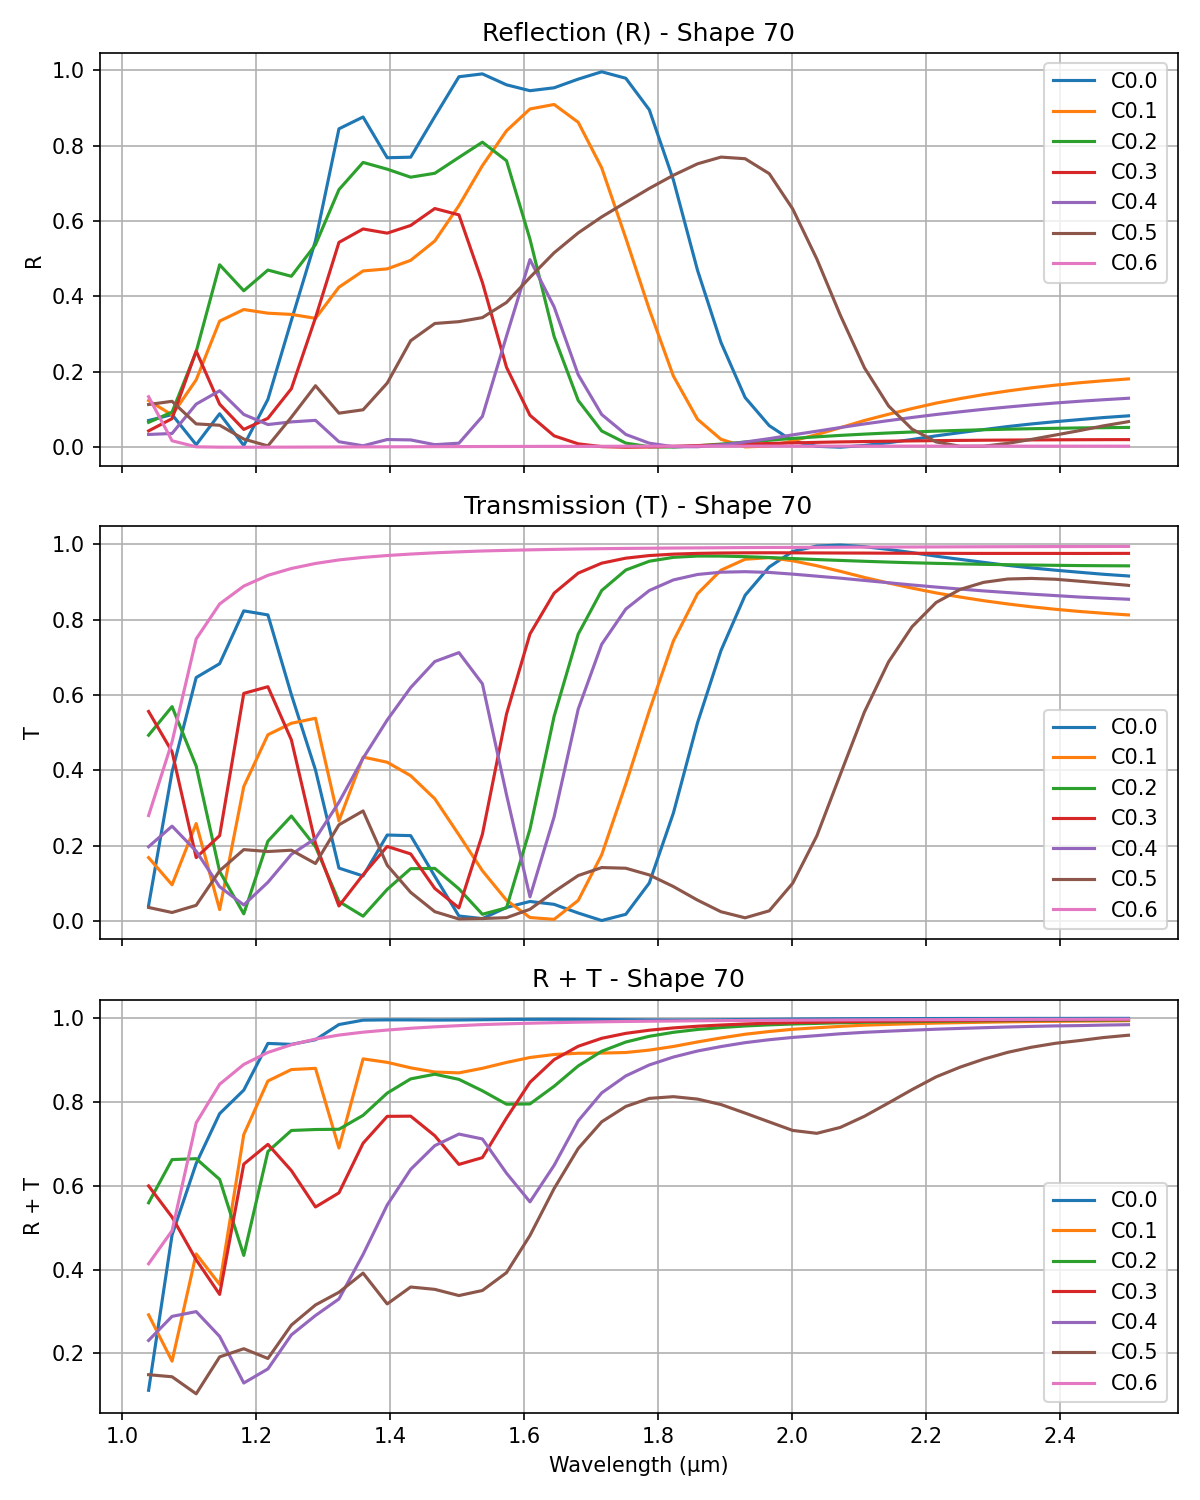 Reflection (R) - Shape 70
1.0
0.8
0.6
0.4
0.2
0.0
R
C0.0
C0.1
C0.2
C0.3
C0.4
C0.5
C0.6
Transmission (T) - Shape 70
1.0
0.8
0.6
0.4
0.2
0.0
T
C0.0
C0.1
C0.2
C0.3
C0.4
C0.5
C0.6
R + T - Shape 70
1.0
0.8
0.6
0.4
0.2
R + T
C0.0
C0.1
C0.2
C0.3
C0.4
C0.5
C0.6
1.0 1.2 1.4 1.6 1.8 2.0 2.2 2.4
Wavelength (μm)